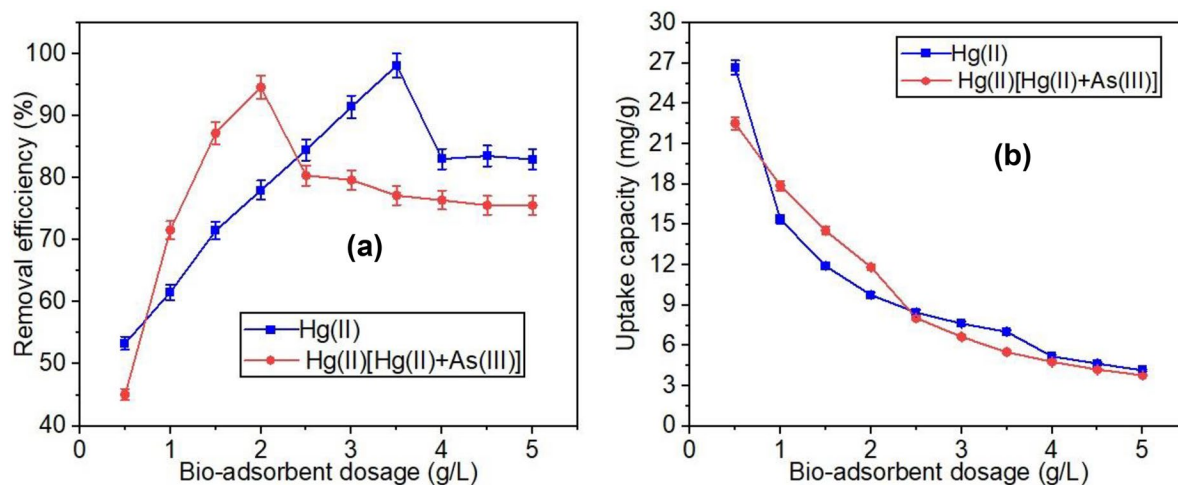 100
90
80
70
60
50
40
Removal efficciency (%)
(a)
Hg(II)
Hg(II)[Hg(II)+As(III)]
0 1 2 3 4 5
Bio-adsorbent dosage (g/L)
30
27
24
21
18
15
12
9
6
3
0
Uptake capacity (mg/g)
Hg(II)
Hg(II)[Hg(II)+As(III)]
(b)
0 1 2 3 4 5
Bio-adsorbent dosage (g/L)